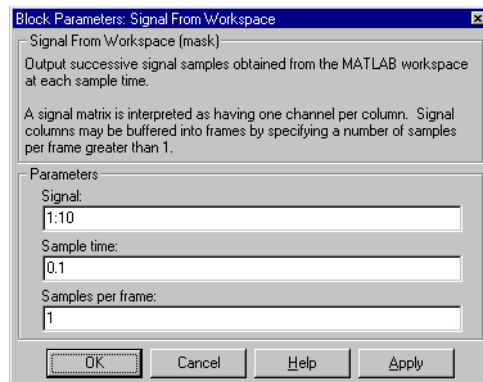 Block Parameters: Signal From Workspace
Signal From Workspace (mask)
Output successive signal samples obtained from the MATLAB workspace
at each sample time.
A signal matrix is interpreted as having one channel per column. Signal
columns may be buffered into frames by specifying a number of samples
per frame greater than 1.
Parameters
Signal:
1:10
Sample time:
0.1
Samples per frame:
1
OK Cancel Help Apply